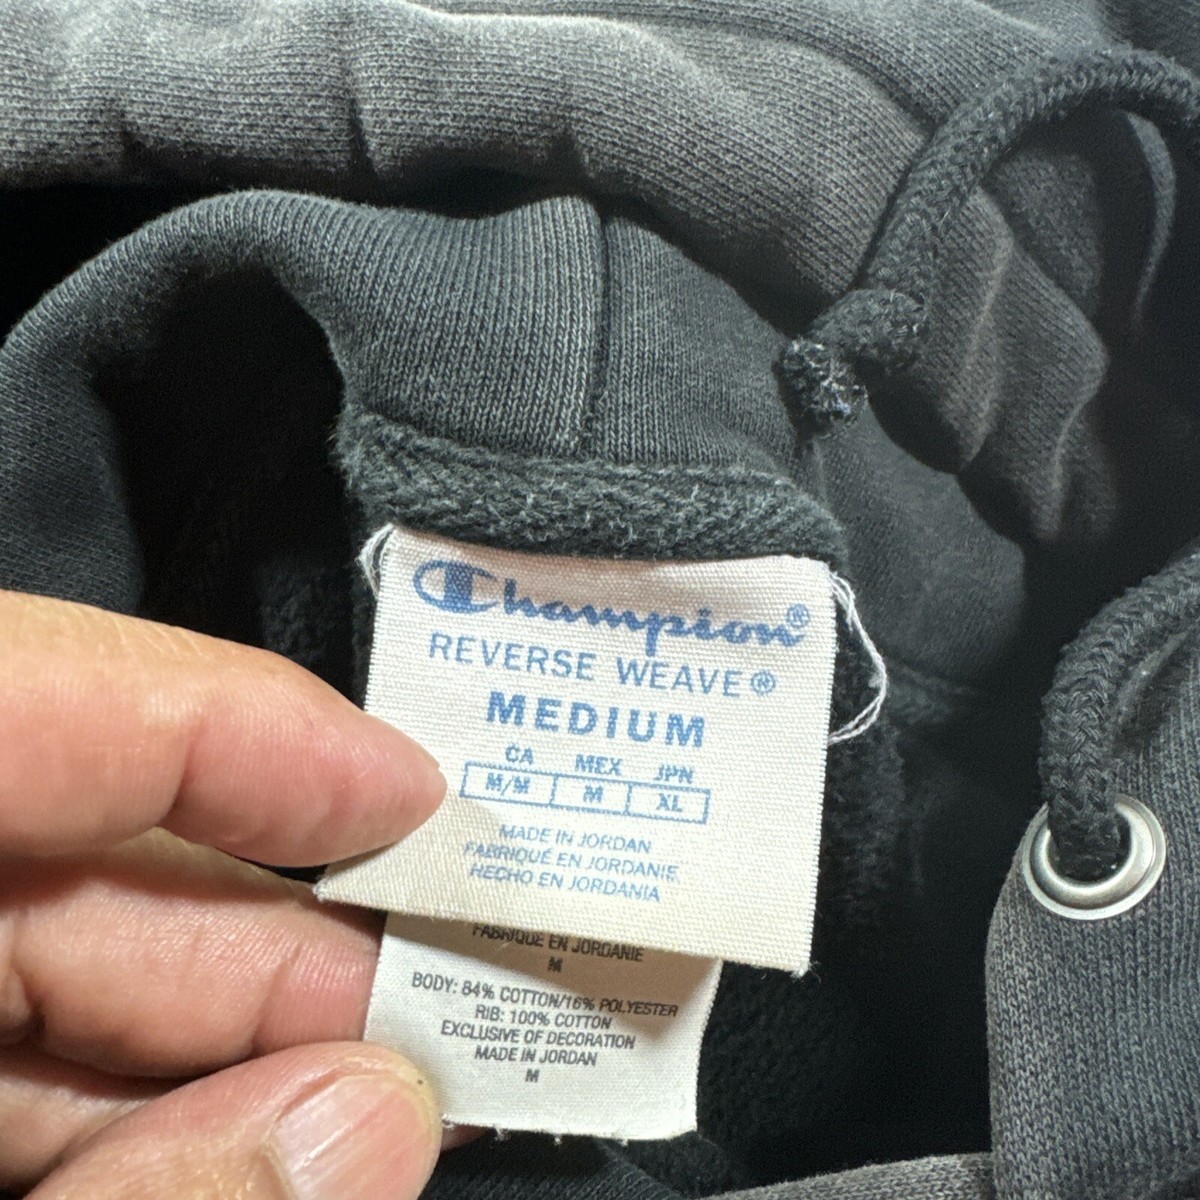 Champion®
REVERSE WEAVE®
MEDIUM
CA MEX JPN
M/M M XL
MADE IN JORDAN
FABRIQUÉ EN JORDANIE
HECHO EN JORDANIA
FABRIQUE EN JORDANIE
M
BODY: 84% COTTON/16% POLYESTER
RIB: 100% COTTON
EXCLUSIVE OF DECORATION
MADE IN JORDAN
M